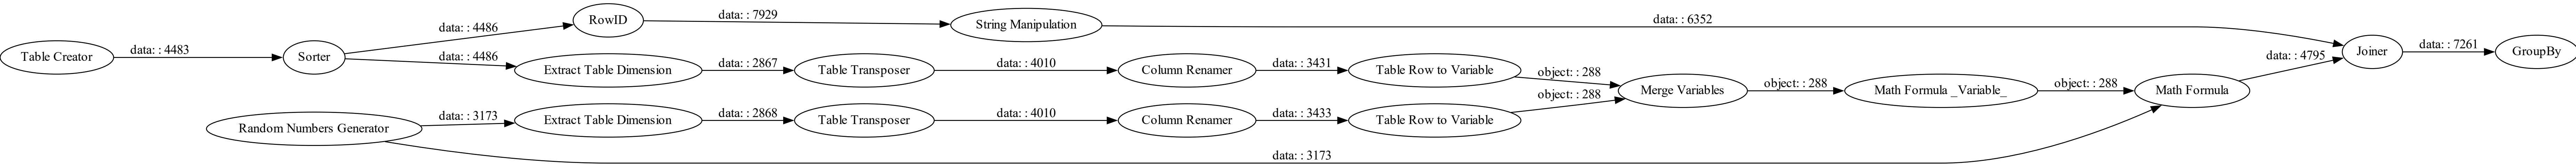 Table Creator
data: : 4483
Sorter
data: : 4486
RowID
data: : 7929
String Manipulation
data: : 6352
data: : 4486
Extract Table Dimension
data: : 2867
Table Transposer
data: : 4010
Column Renamer
data: : 3431
Table Row to Variable
object: : 288
Random Numbers Generator
data: : 3173
Extract Table Dimension
data: : 2868
Table Transposer
data: : 4010
Column Renamer
data: : 3433
Table Row to Variable
object: : 288
Merge Variables
object: : 288
Math Formula _Variable_
object: : 288
data: : 3173
Math Formula
data: : 4795
Joiner
data: : 7261
GroupBy